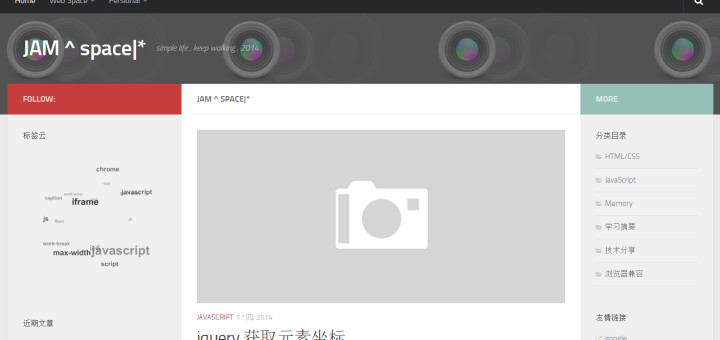 Home Web Space Personal
JAM ^ space|* simple life . keep walking . 2014
FOLLOW:
标签云
chrome
javascript
caption
iframe
js
work-break
max-width
javascript
script
近期文章
JAM ^ SPACE|*
JAVASCRIPT 17 四, 2014
jquery 获取元素坐标
MORE
分类目录
HTML/CSS
JavaScript
Memory
学习摘要
技术分享
浏览器兼容
友情链接
google